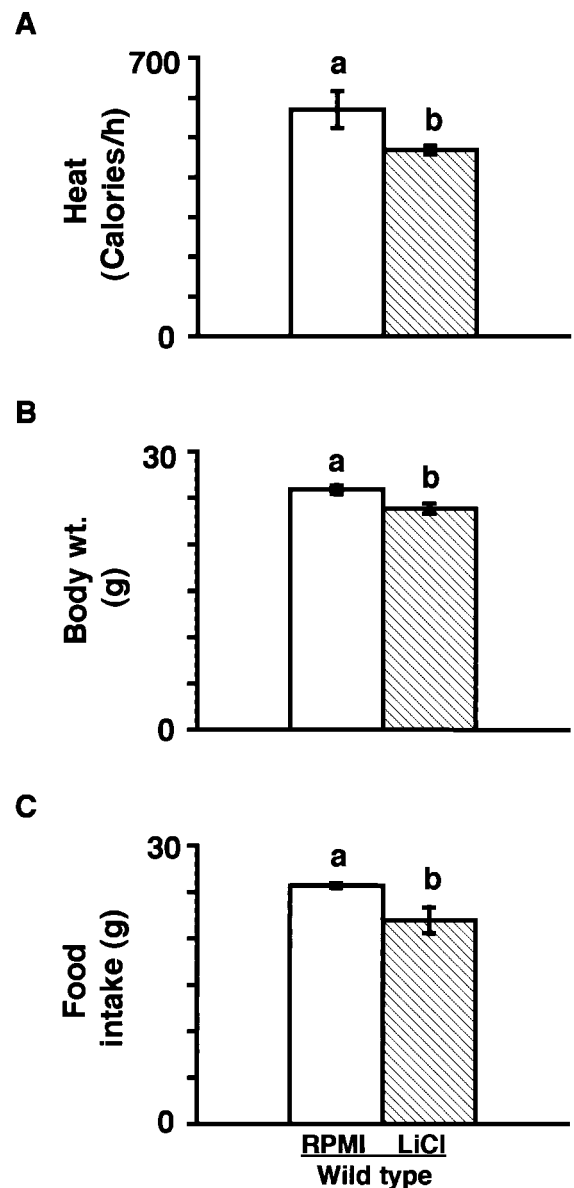 A
700
a
b
Heat
(Calories/h)
0
B
30
a
b
Body wt.
(g)
0
C
30
a
b
Food
intake (g)
0
RPMI LiCl
Wild type